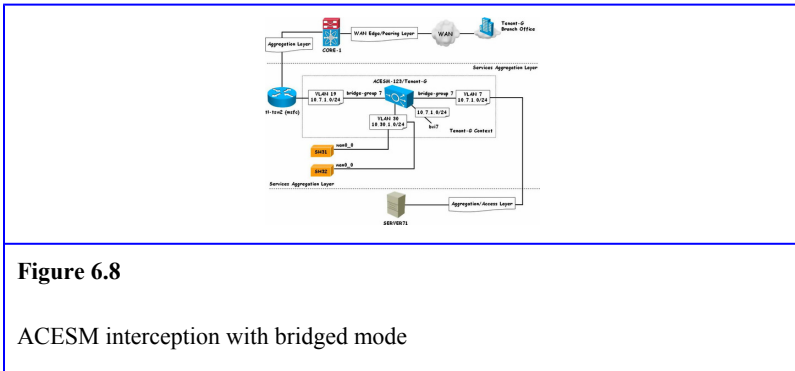 Tenant-G
Branch Office
WAN Edge/Peering Layer
WAN
Aggregation Layer
CORE-1
Services Aggregation Layer
ACESM-123/Tenant-G
VLAN 19
10.7.1.0/24
bridge-group 7
bridge-group 7
VLAN 7
10.7.1.0/24
10.7.1.0/24
VLAN 30
10.30.1.0/24
bvi7
Tenant-G Context
(msfc)
SW31
SW32
Services Aggregation Layer
Aggregation/Access Layer
SERVER71
Figure 6.8
ACESM interception with bridged mode